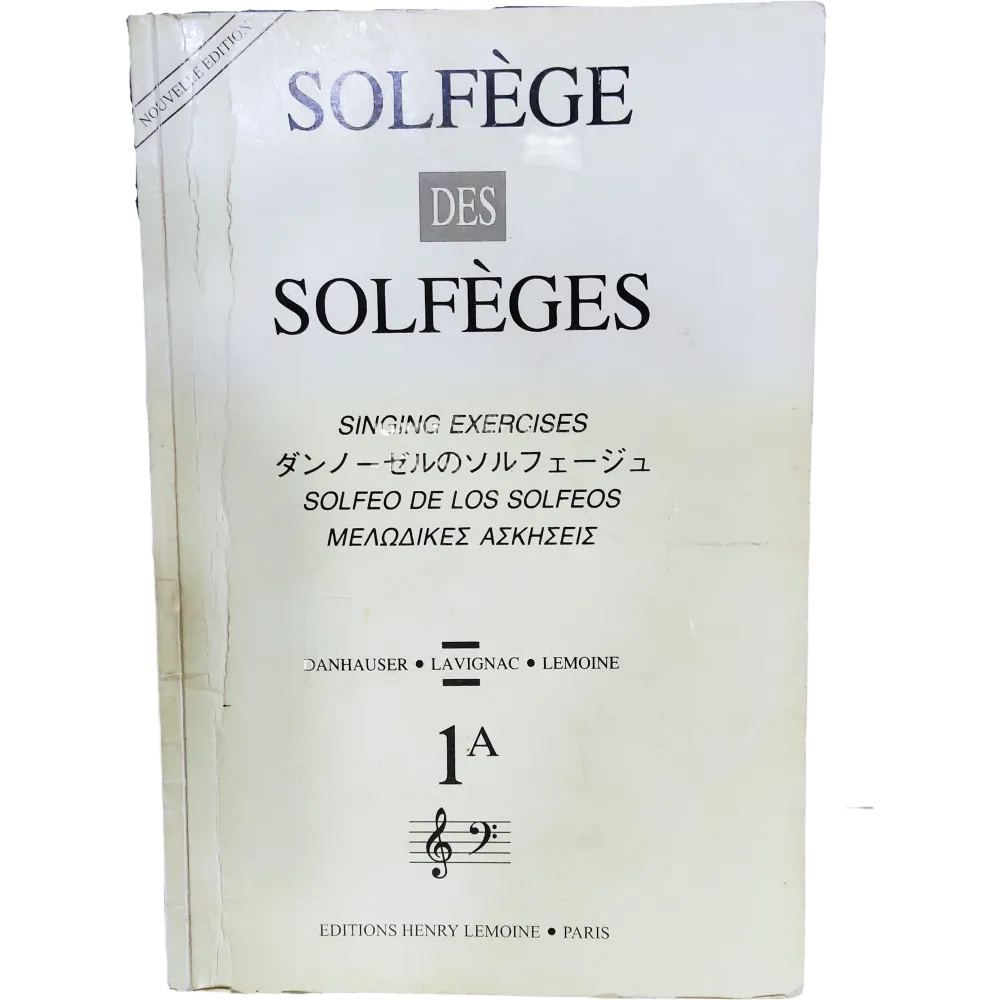 NOUVELLE EDITION
SOLFÈGE
DES
SOLFÈGES
SINGING EXERCISES
ダンノーゼルのソルフェージュ
SOLFEO DE LOS SOLFEOS
ΜΕΛΩΔΙΚΕΣ ΑΣΚΗΣΕΙΣ
DANHAUSER • LAVIGNAC • LEMOINE
1A
EDITIONS HENRY LEMOINE • PARIS